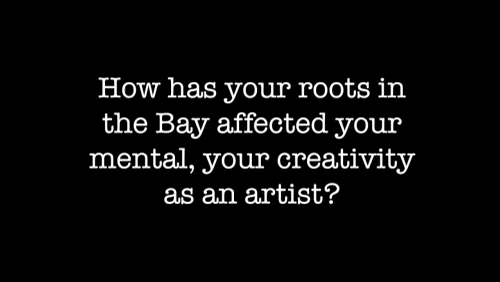 How has your roots in
the Bay affected your
mental, your creativity
as an artist?